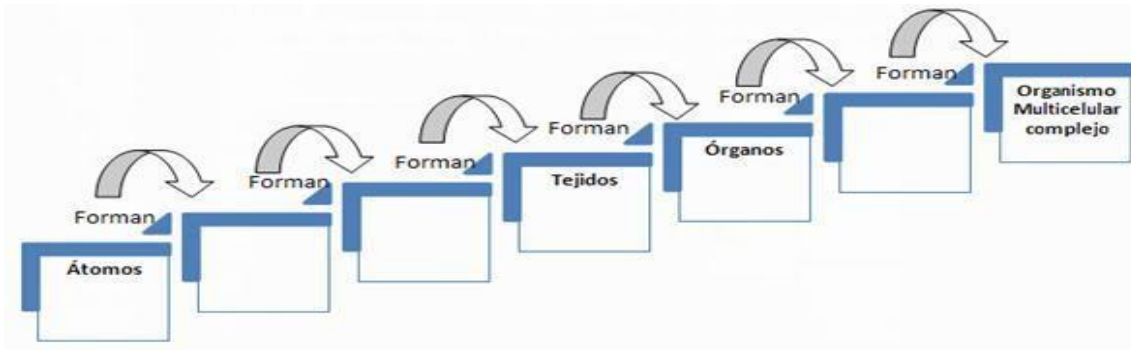 Átomos
Forman
Forman
Forman
Tejidos
Forman
Órganos
Forman
Forman
Organismo
Multicelular
complejo